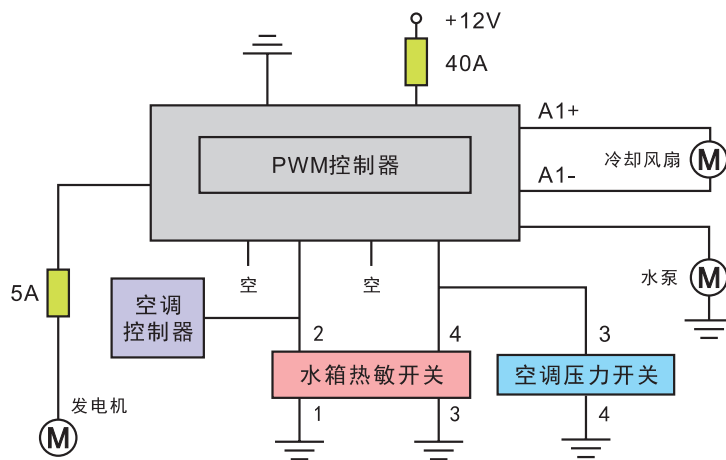 +12V
40A
A1+
PWM控制器
冷却风扇
M
A1-
5A
空
空
水泵
M
空调
控制器
2
4
3
水箱热敏开关
空调压力开关
1
3
4
发电机
M